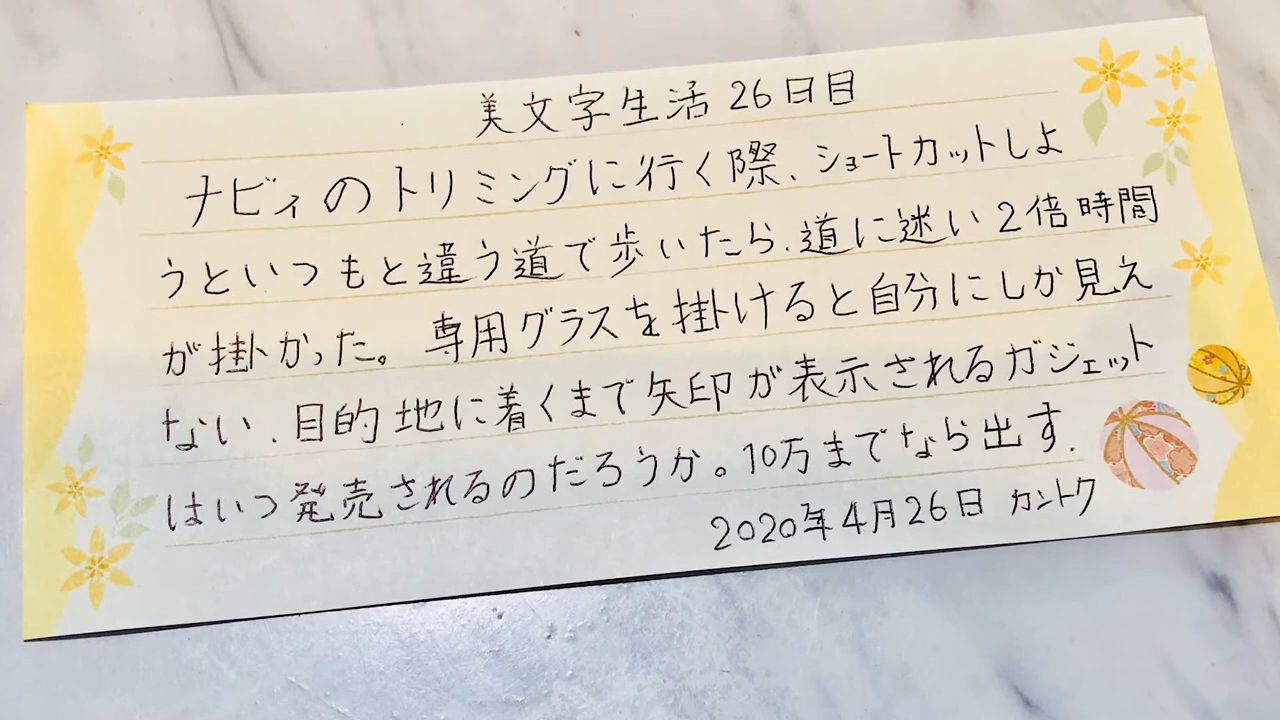 美文字生活26日目
ナビィのトリミングに行く際、ショートカットしよ
うといつもと違う道で歩いたら、道に迷い2倍時間
が掛かった。専用グラスを掛けると自分にしか見え
ない、目的地に着くまで矢印が表示されるガジェット
はいつ発売されるのだろうか。10万までなら出す.
2020年4月26日 カントク